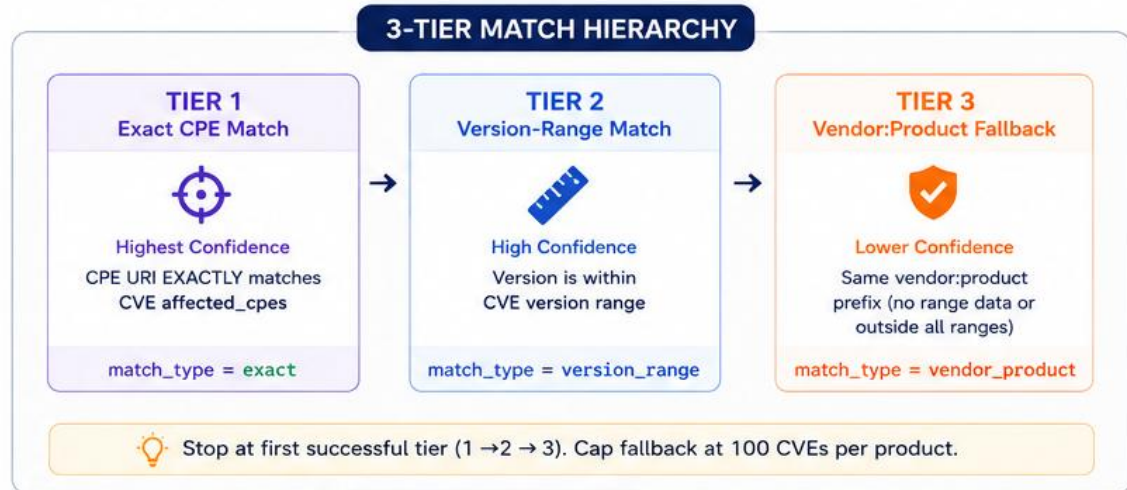 3-TIER MATCH HIERARCHY
TIER 1
Exact CPE Match
Highest Confidence
CPE URI EXACTLY matches
CVE affected_cpes
match_type = exact
TIER 2
Version-Range Match
High Confidence
Version is within
CVE version range
match_type = version_range
TIER 3
Vendor:Product Fallback
Lower Confidence
Same vendor:product
prefix (no range data or
outside all ranges)
match_type = vendor_product
Stop at first successful tier (1 →2 → 3). Cap fallback at 100 CVEs per product.